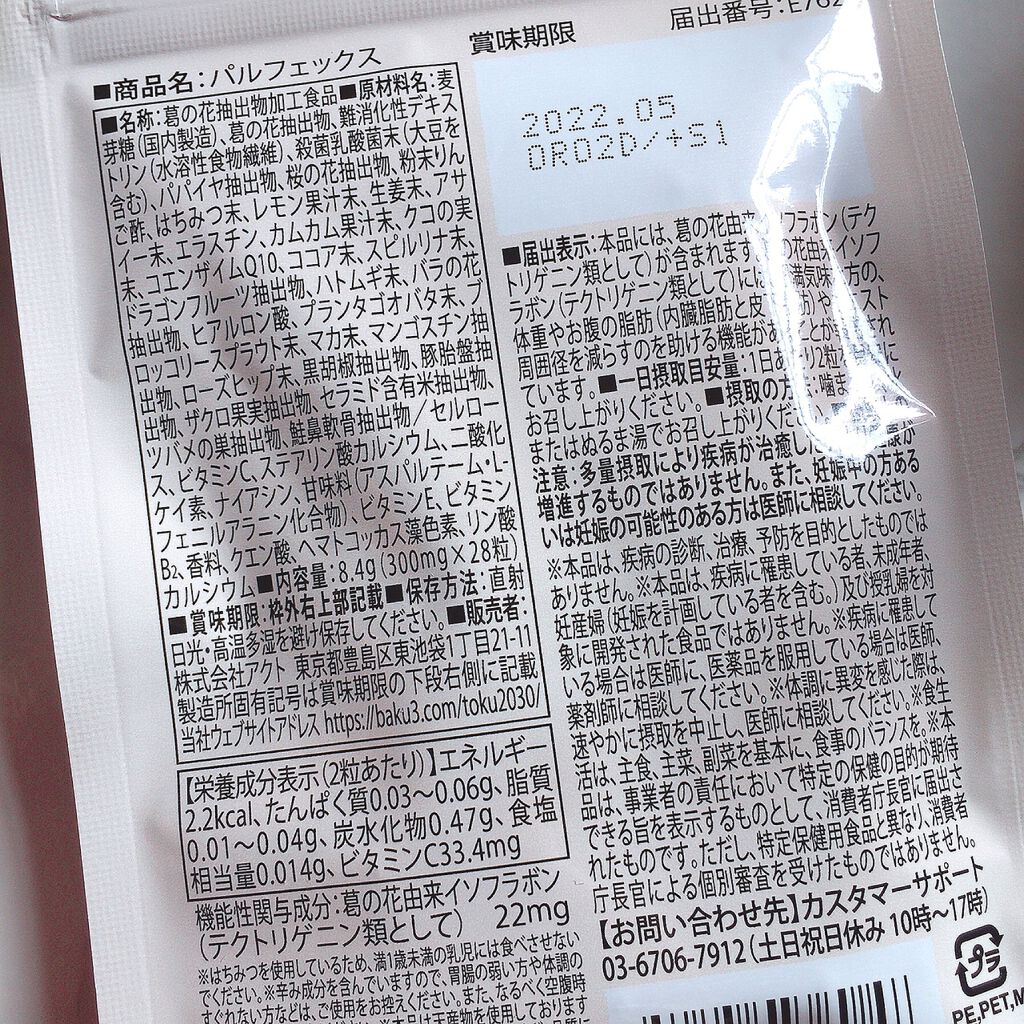 ■商品名:パルフェックス
■名称:葛の花抽出物加工食品■原材料名:麦
芽糖(国内製造)、葛の花抽出物、難消化性デキス
トリン(水溶性食物繊維)、殺菌乳酸菌末(大豆を
含む)、パパイヤ抽出物、桜の花抽出物、粉末りん
ご酢、はちみつ末、レモン果汁末、生姜末、アサ
イー末、エラスチン、カムカム果汁末、クコの実
末、コエンザイムQ10、ココア末、スピルリナ末、
ドラゴンフルーツ抽出物、ハトムギ末、バラの花
抽出物、ヒアルロン酸、プランタゴオバタ末、ブ
ロッコリースプラウト末、マカ末、マンゴスチン抽
出物、ローズヒップ末、黒胡椒抽出物、豚胎盤抽
出物、ザクロ果実抽出物、セラミド含有米抽出物、
ツバメの巣抽出物、鮭鼻軟骨抽出物/セルロー
ス、ビタミンC、ステアリン酸カルシウム、二酸化
ケイ素、ナイアシン、甘味料(アスパルテーム・L-
フェニルアラニン化合物)、ビタミンE、ビタミン
B₂、香料、クエン酸、ヘマトコッカス藻色素、リン酸
カルシウム■内容量:8.4g(300mg×28粒)
■賞味期限:枠外右上部記載■保存方法:直射
日光・高温多湿を避け保存してください。■販売者:
株式会社アクト 東京都豊島区東池袋1丁目21-11
製造所固有記号は賞味期限の下段右側に記載
当社ウェブサイトアドレス https://baku3.com/toku2030/
【栄養成分表示(2粒あたり)】エネルギー
2.2kcal、たんぱく質0.03〜0.06g、脂質
0.01〜0.04g、炭水化物0.47g、食塩
相当量0.014g、ビタミンC33.4mg
機能性関与成分:葛の花由来イソフラボン
(テクトリゲニン類として) 22mg
※はちみつを使用しているため、満1歳未満の乳児には食べさせない
でください。※辛み成分を含んでいますので、胃腸の弱い方や体調の
すぐれない方などは、ご使用をお控えください。また、なるべく空腹時
賞味期限
届出番号:E762
2022.05
0R02D/+S1
■届出表示:本品には、葛の花由来 ソフラボン(テク
トリゲニン類として)が含まれます の花由来イソフ
ラボン(テクトリゲニン類として)には 満気味 方の、
体重やお腹の脂肪(内臓脂肪と皮 肪)や スト
周囲径を減らすのを助ける機能があ とが れ
ています。■一日摂取目安量:1日あ り2粒 に
お召し上がりください。■摂取の方 :噛ま
またはぬるま湯でお召し上がりくださ
注意:多量摂取により疾病が治癒し が
増進するものではありません。また、妊娠中の方ある
いは妊娠の可能性のある方は医師に相談してください。
※本品は、疾病の診断、治療、予防を目的としたものでは
ありません。※本品は、疾病に罹患している者、未成年者、
妊産婦(妊娠を計画している者を含む。)及び授乳婦を対
象に開発された食品ではありません。※疾病に罹患して
いる場合は医師に、医薬品を服用している場合は医師、
薬剤師に相談してください。※体調に異変を感じた際は、
速やかに摂取を中止し、医師に相談してください。※食生
活は、主食、主菜、副菜を基本に、食事のバランスを。※本
品は、事業者の責任において特定の保健の目的が期待
できる旨を表示するものとして、消費者庁長官に届出さ
れたものです。ただし、特定保健用食品と異なり、消費者
庁長官による個別審査を受けたものではありません。
【お問い合わせ先】カスタマーサポート
03-6706-7912(土日祝日休み 10時〜17時)
プラ
PE,PET,M